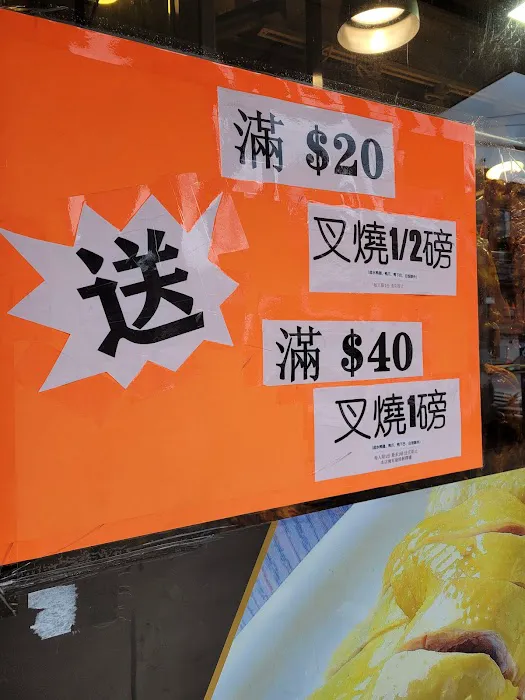 送
滿 $20
叉燒1/2磅
滿 $40
叉燒1磅